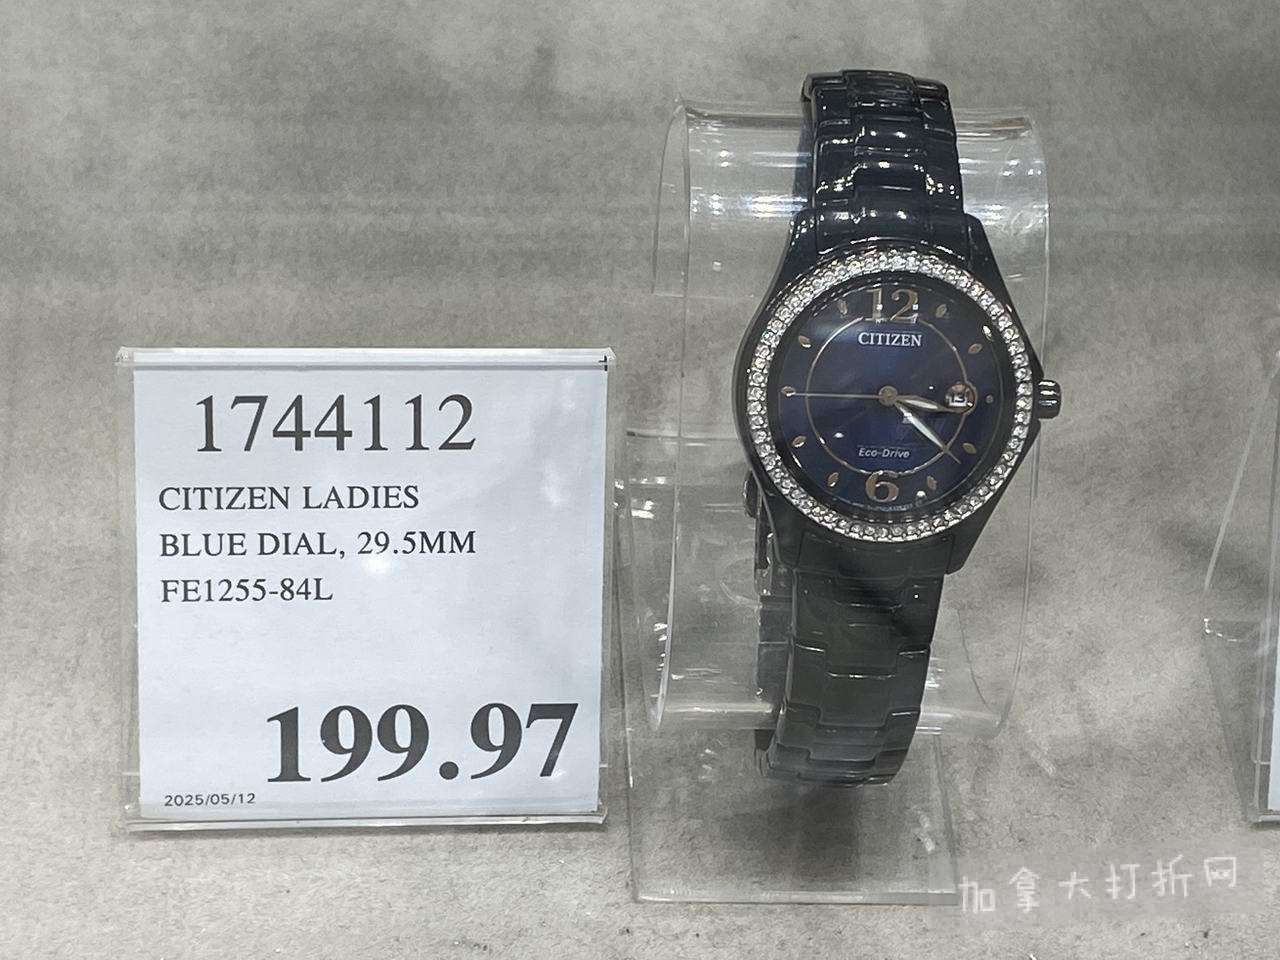 1744112
CITIZEN LADIES
BLUE DIAL, 29.5MM
FE1255-84L
199.97
2025/05/12
12
CITIZEN
13
Eco-Drive
6
加拿大打折网